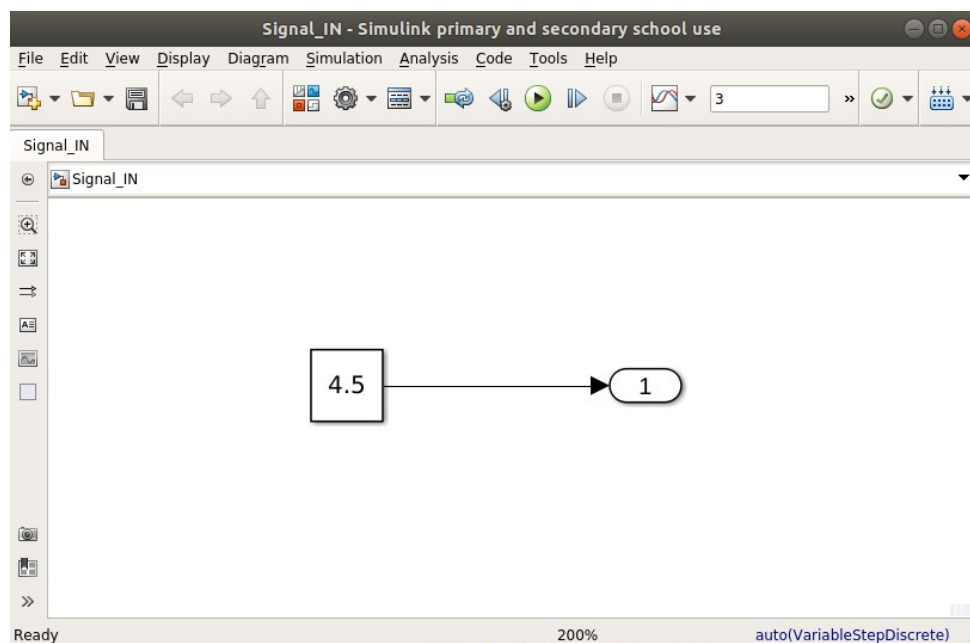 Signal_IN - Simulink primary and secondary school use
File Edit View Display Diagram Simulation Analysis Code Tools Help
3 »
Signal_IN
Signal_IN
4.5 1
»
Ready 200% auto(VariableStepDiscrete)